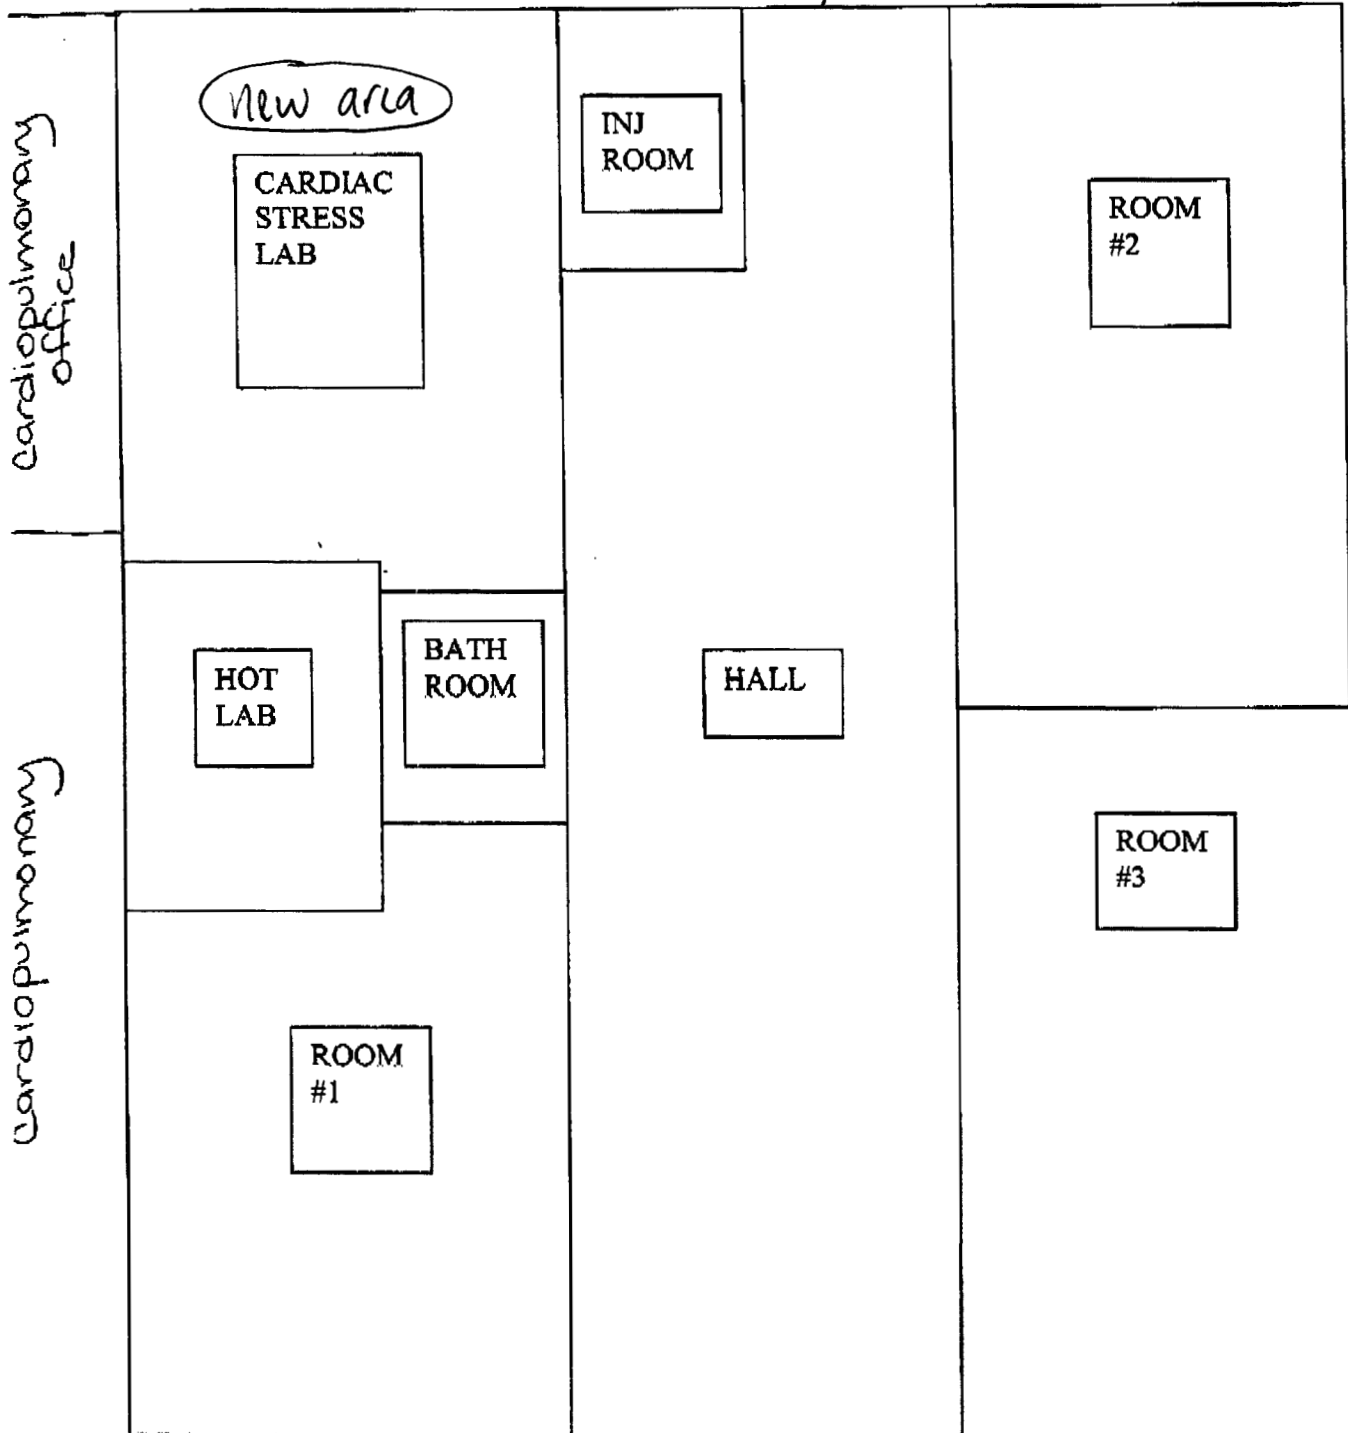 new area
CARDIAC
STRESS
LAB
INJ
ROOM
ROOM
#2
cardiopulmonary
office
HOT
LAB
BATH
ROOM
HALL
ROOM
#3
cardiopulmonary
ROOM
#1